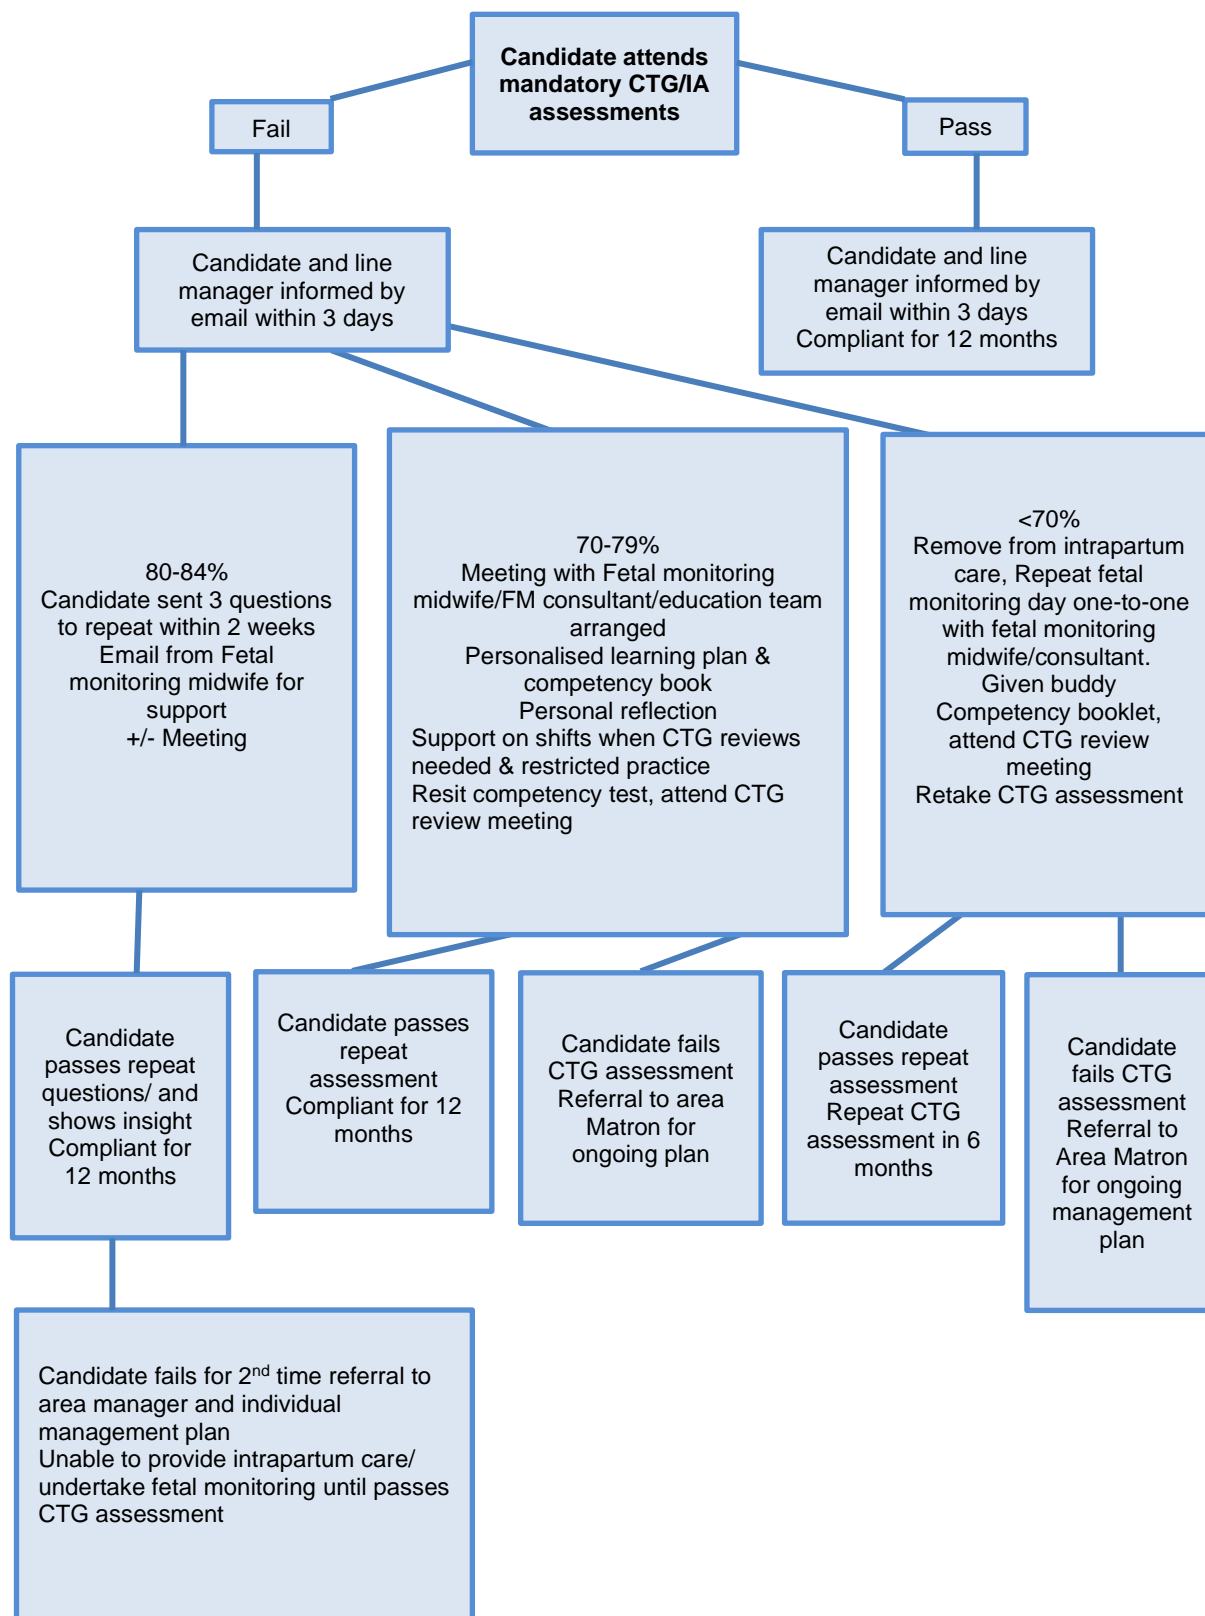 Candidate attends
mandatory CTG/IA
assessments
Fail
Pass
Candidate and line
manager informed by
email within 3 days
Candidate and line
manager informed by
email within 3 days
Compliant for 12 months
80-84%
Candidate sent 3 questions
to repeat within 2 weeks
Email from Fetal
monitoring midwife for
support
+/- Meeting
70-79%
Meeting with Fetal monitoring
midwife/FM consultant/education team
arranged
Personalised learning plan &
competency book
Personal reflection
Support on shifts when CTG reviews
needed & restricted practice
Resit competency test, attend CTG
review meeting
<70%
Remove from intrapartum
care, Repeat fetal
monitoring day one-to-one
with fetal monitoring
midwife/consultant.
Given buddy
Competency booklet,
attend CTG review
meeting
Retake CTG assessment
Candidate
passes repeat
questions/ and
shows insight
Compliant for
12 months
Candidate passes
repeat
assessment
Compliant for 12
months
Candidate fails
CTG assessment
Referral to area
Matron for
ongoing plan
Candidate
passes repeat
assessment
Repeat CTG
assessment in 6
months
Candidate
fails CTG
assessment
Referral to
Area Matron
for ongoing
management
plan
Candidate fails for 2nd time referral to
area manager and individual
management plan
Unable to provide intrapartum care/
undertake fetal monitoring until passes
CTG assessment